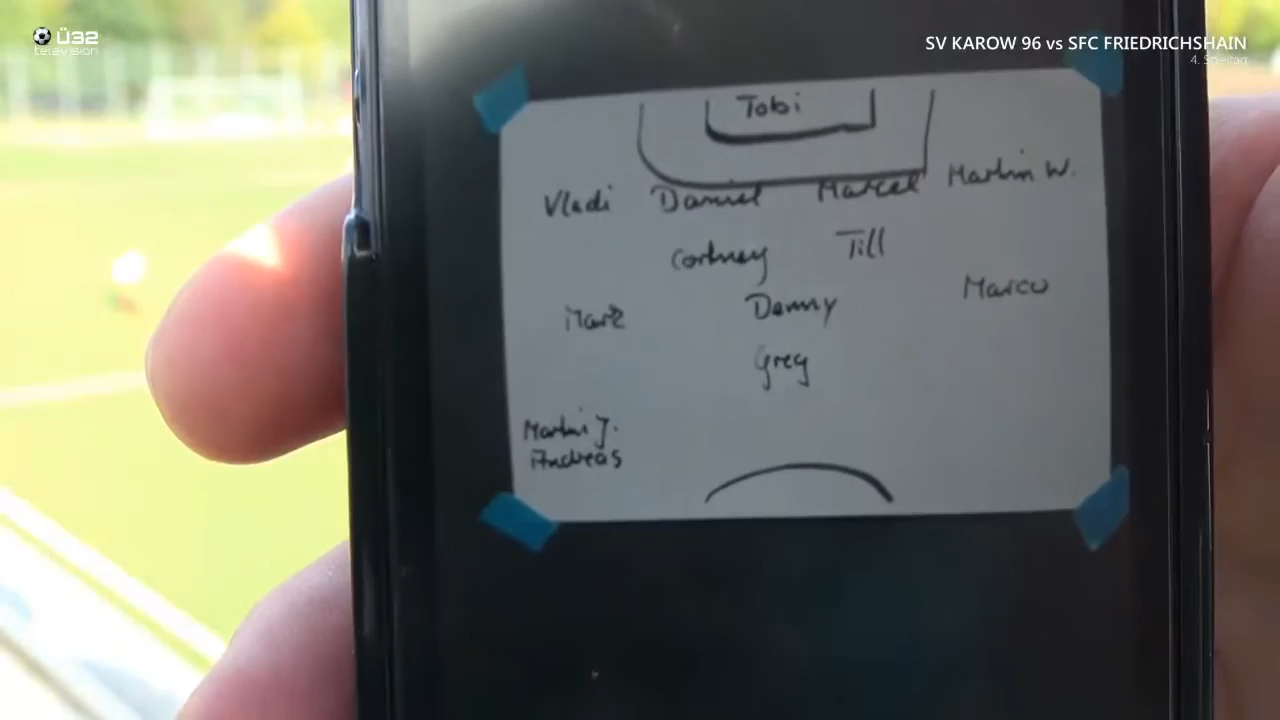 Ü32
television
SV KAROW 96 vs SFC FRIEDRICHSHAIN
4. Spieltag
Tobi
Vladi Daniel Marcel Martin W.
Cortney Till
Mark Danny Marco
Greg
Martin J.
Andreas